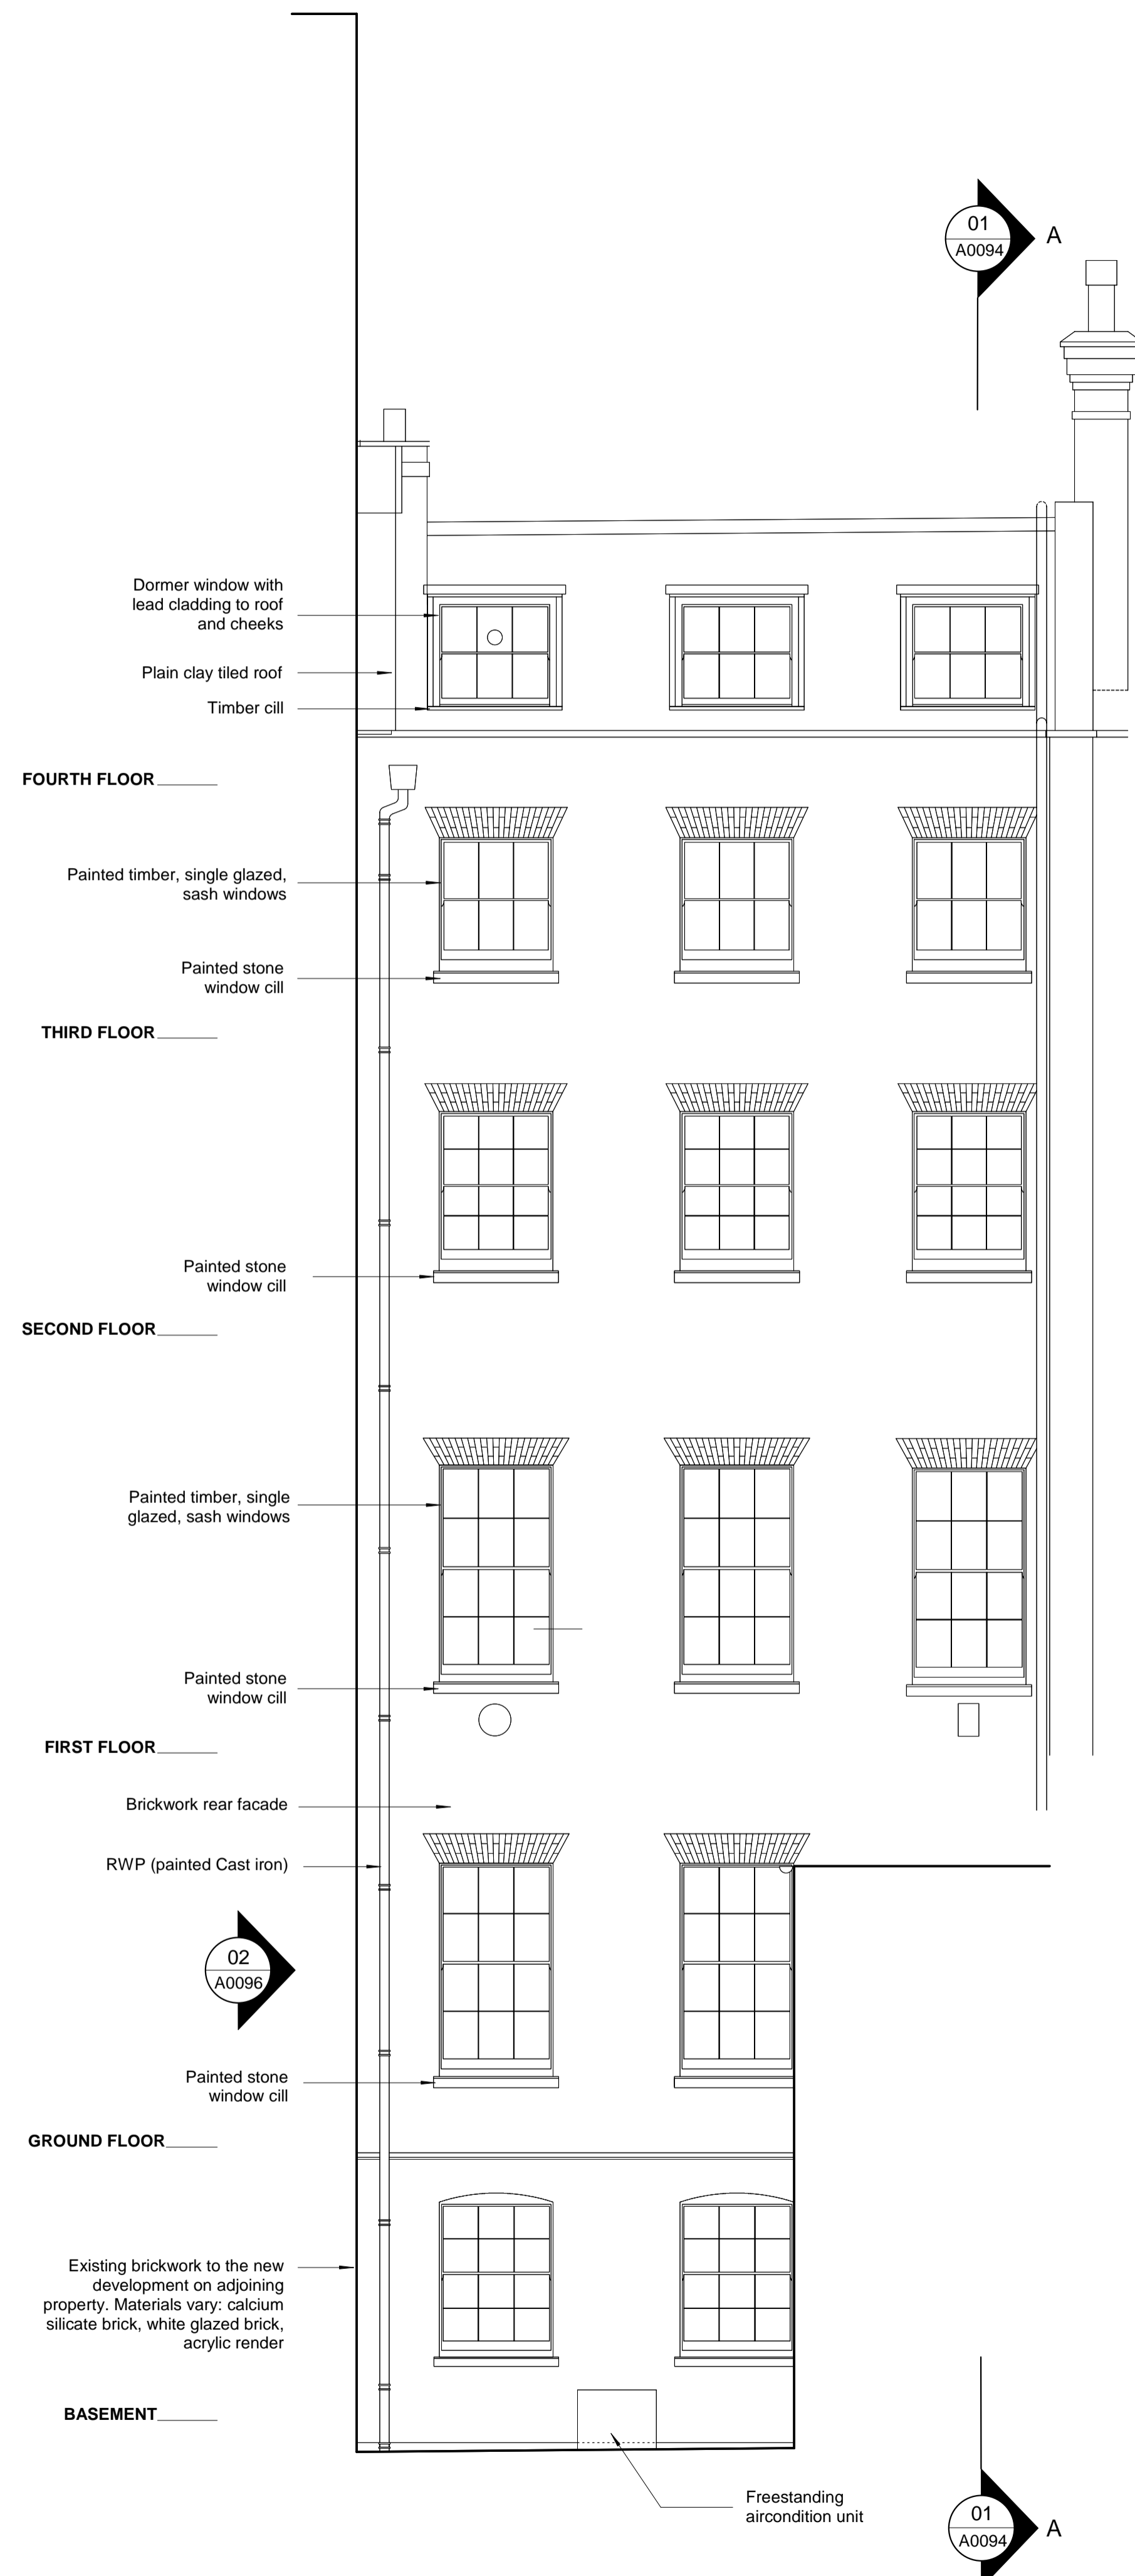 01
A0094
A
Dormer window with
lead cladding to roof
and cheeks
Plain clay tiled roof
Timber cill
FOURTH FLOOR
Painted timber, single glazed,
sash windows
Painted stone
window cill
THIRD FLOOR
Painted stone
window cill
SECOND FLOOR
Painted timber, single
glazed, sash windows
Painted stone
window cill
FIRST FLOOR
Brickwork rear facade
RWP (painted Cast iron)
02
A0096
Painted stone
window cill
GROUND FLOOR
Existing brickwork to the new
development on adjoining
property. Materials vary: calcium
silicate brick, white glazed brick,
acrylic render
BASEMENT
Freestanding
aircondition unit
01
A0094
A